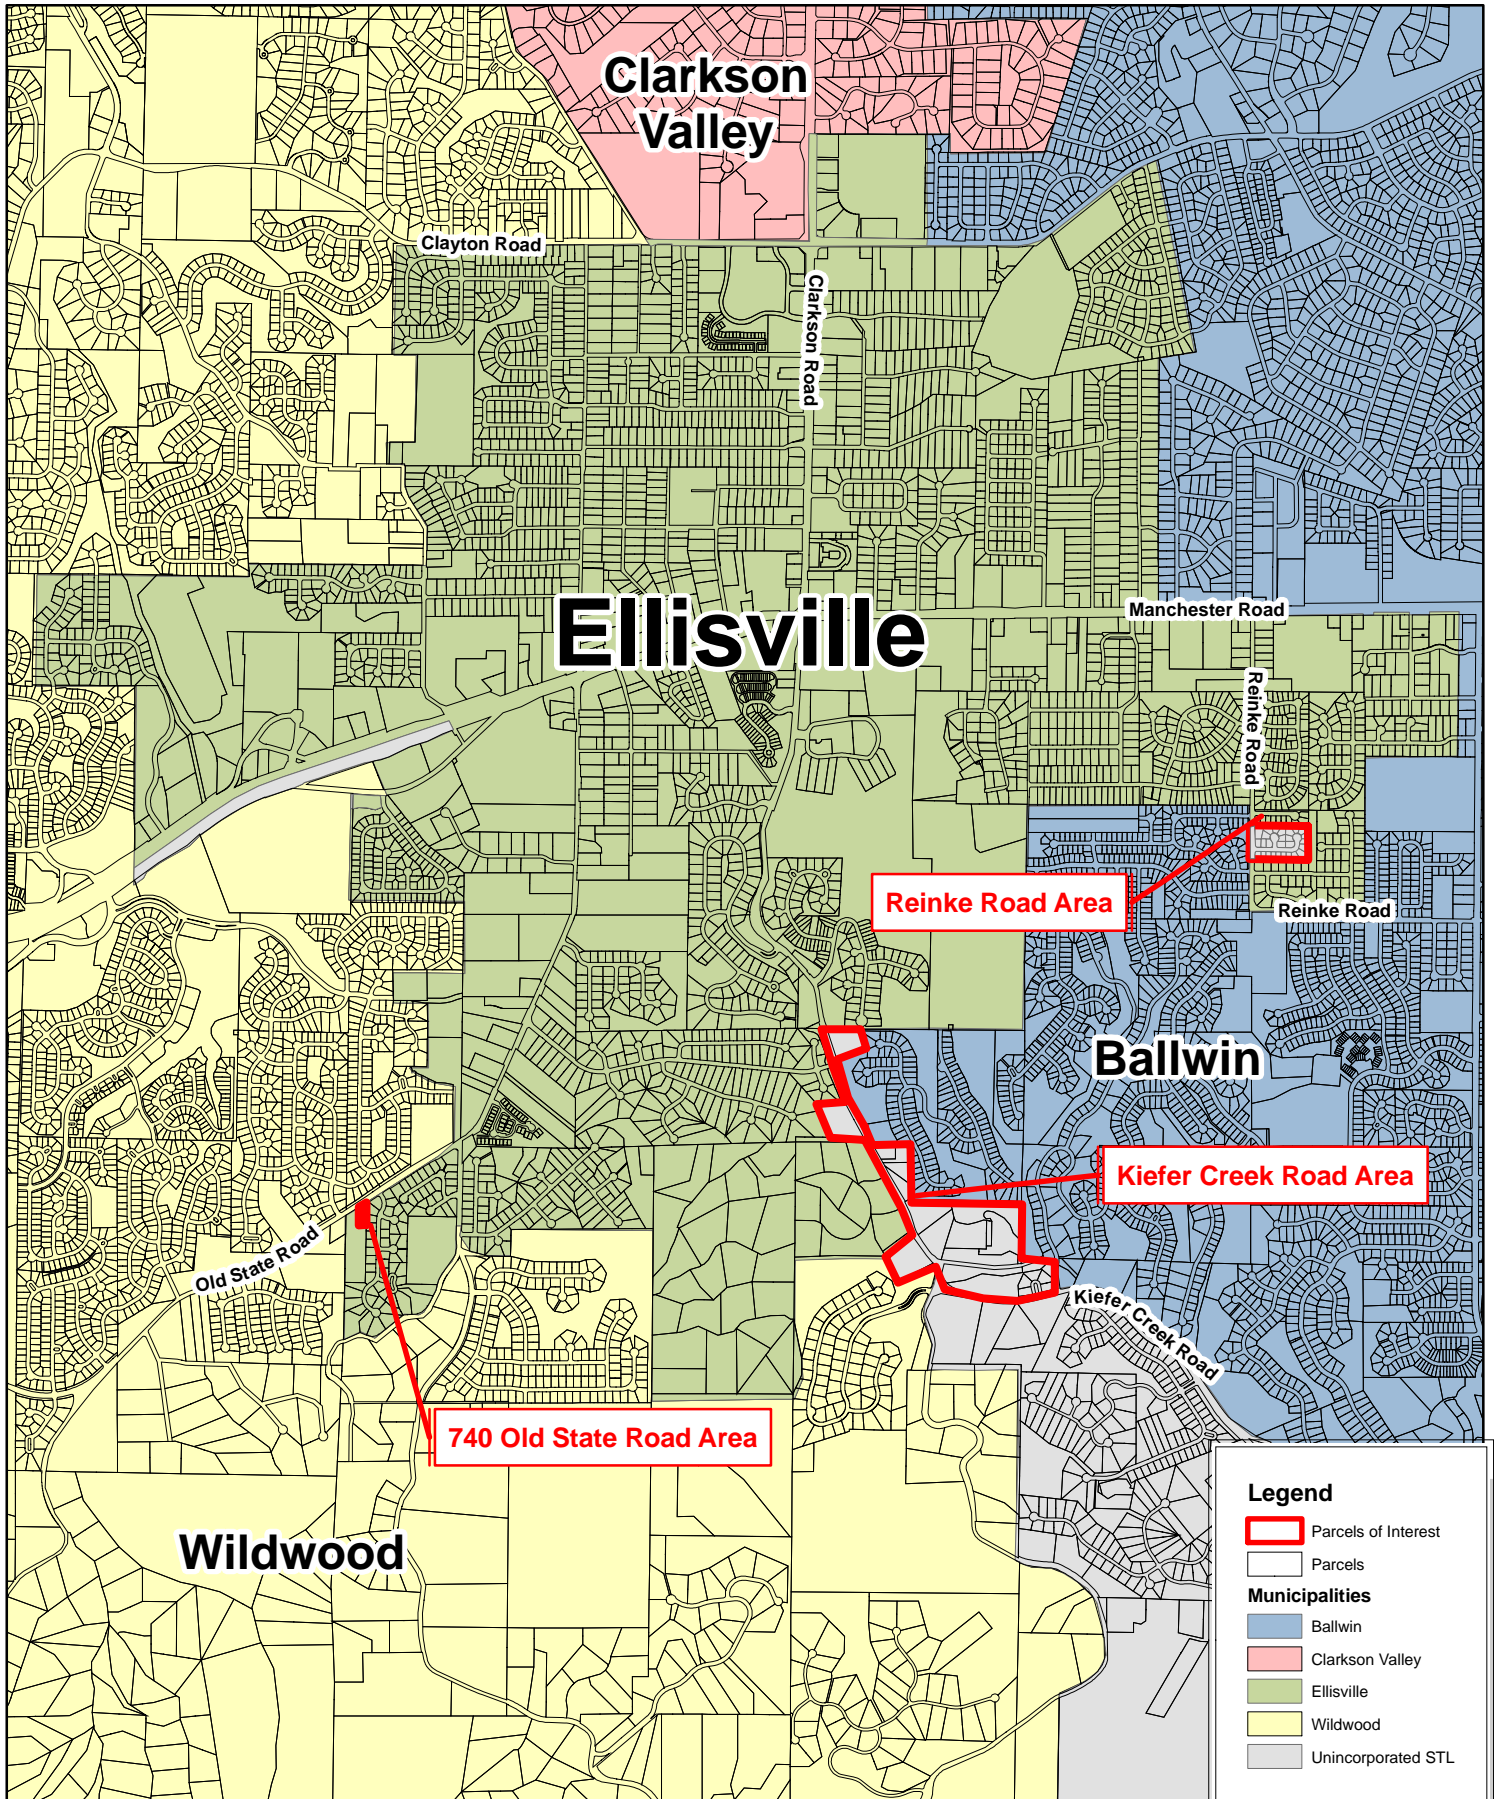 Clarkson
Valley
Clayton Road
Clarkson Road
Ellisville
Manchester Road
Reinke Road
Reinke Road Area
Reinke Road
Ballwin
Kiefer Creek Road Area
Old State Road
Kiefer Creek Road
740 Old State Road Area
Wildwood
Legend
Parcels of Interest
Parcels
Municipalities
Ballwin
Clarkson Valley
Ellisville
Wildwood
Unincorporated STL